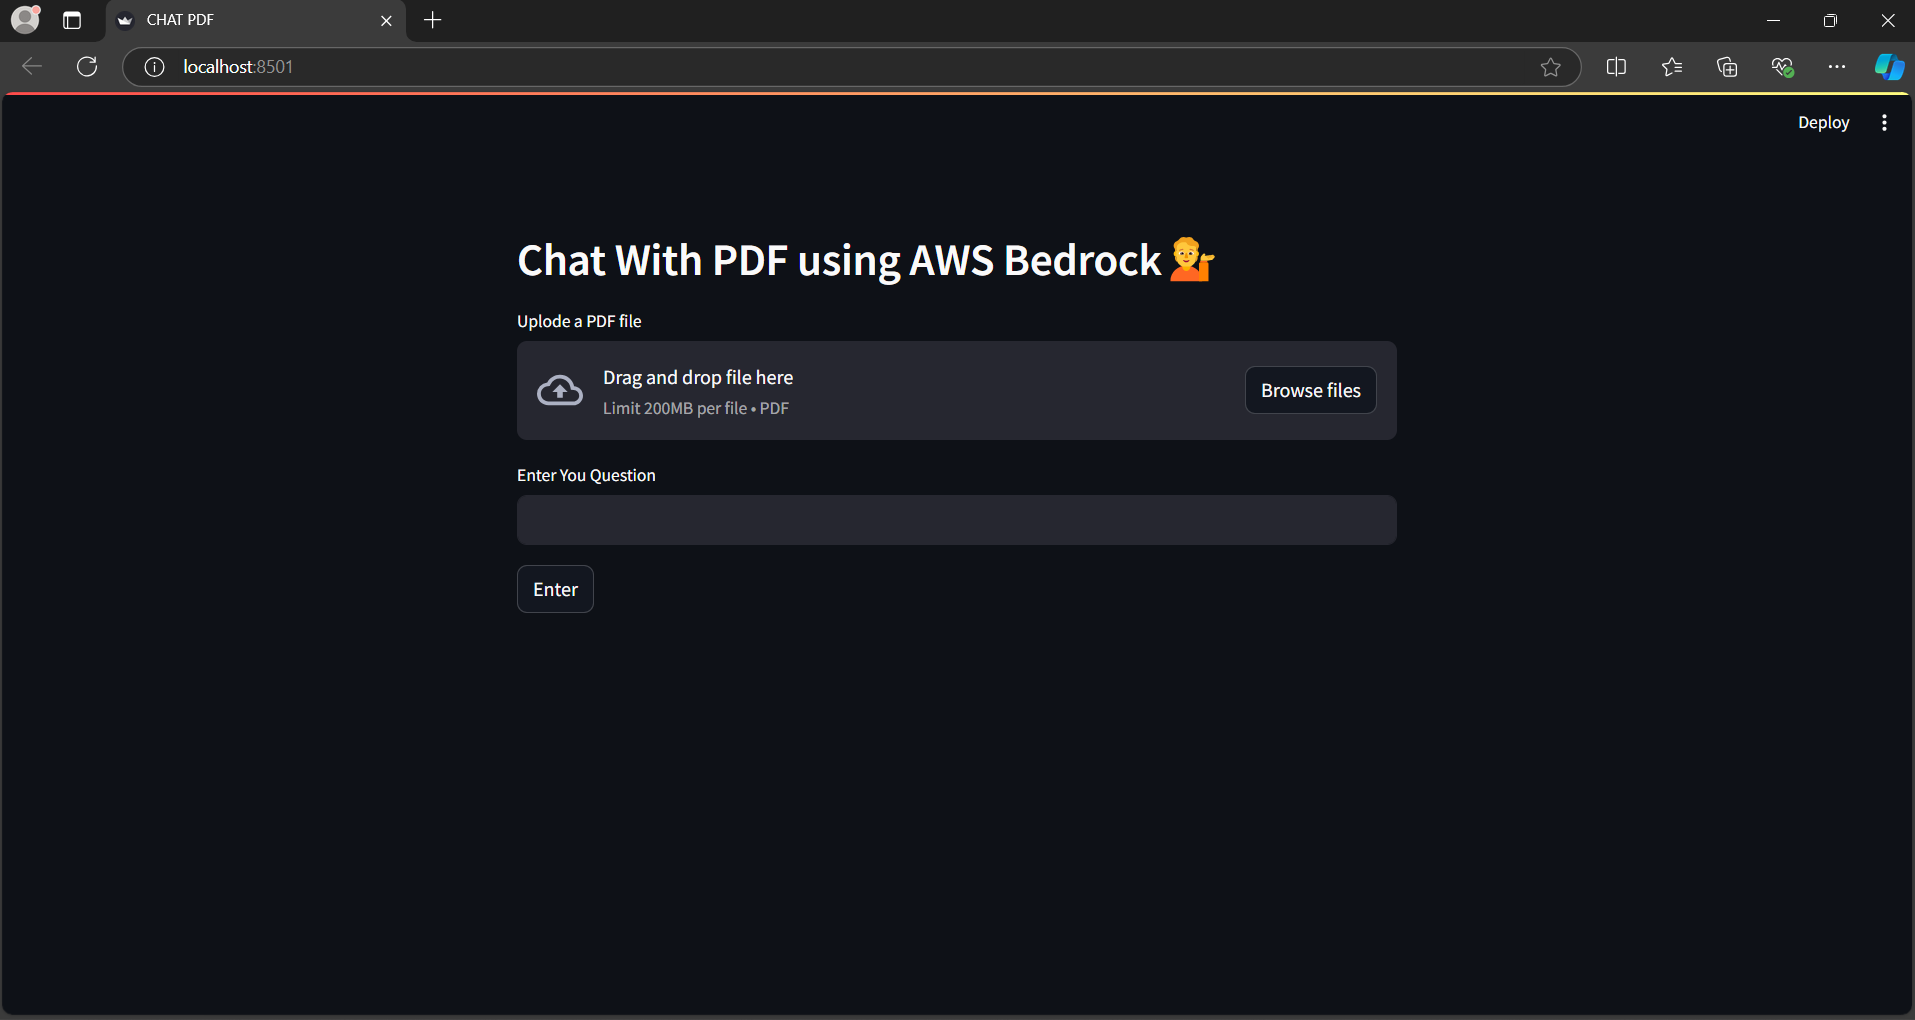 CHAT PDF
localhost:8501
Deploy
Chat With PDF using AWS Bedrock💁
Uplode a PDF file
Drag and drop file here
Limit 200MB per file • PDF
Browse files
Enter You Question
Enter